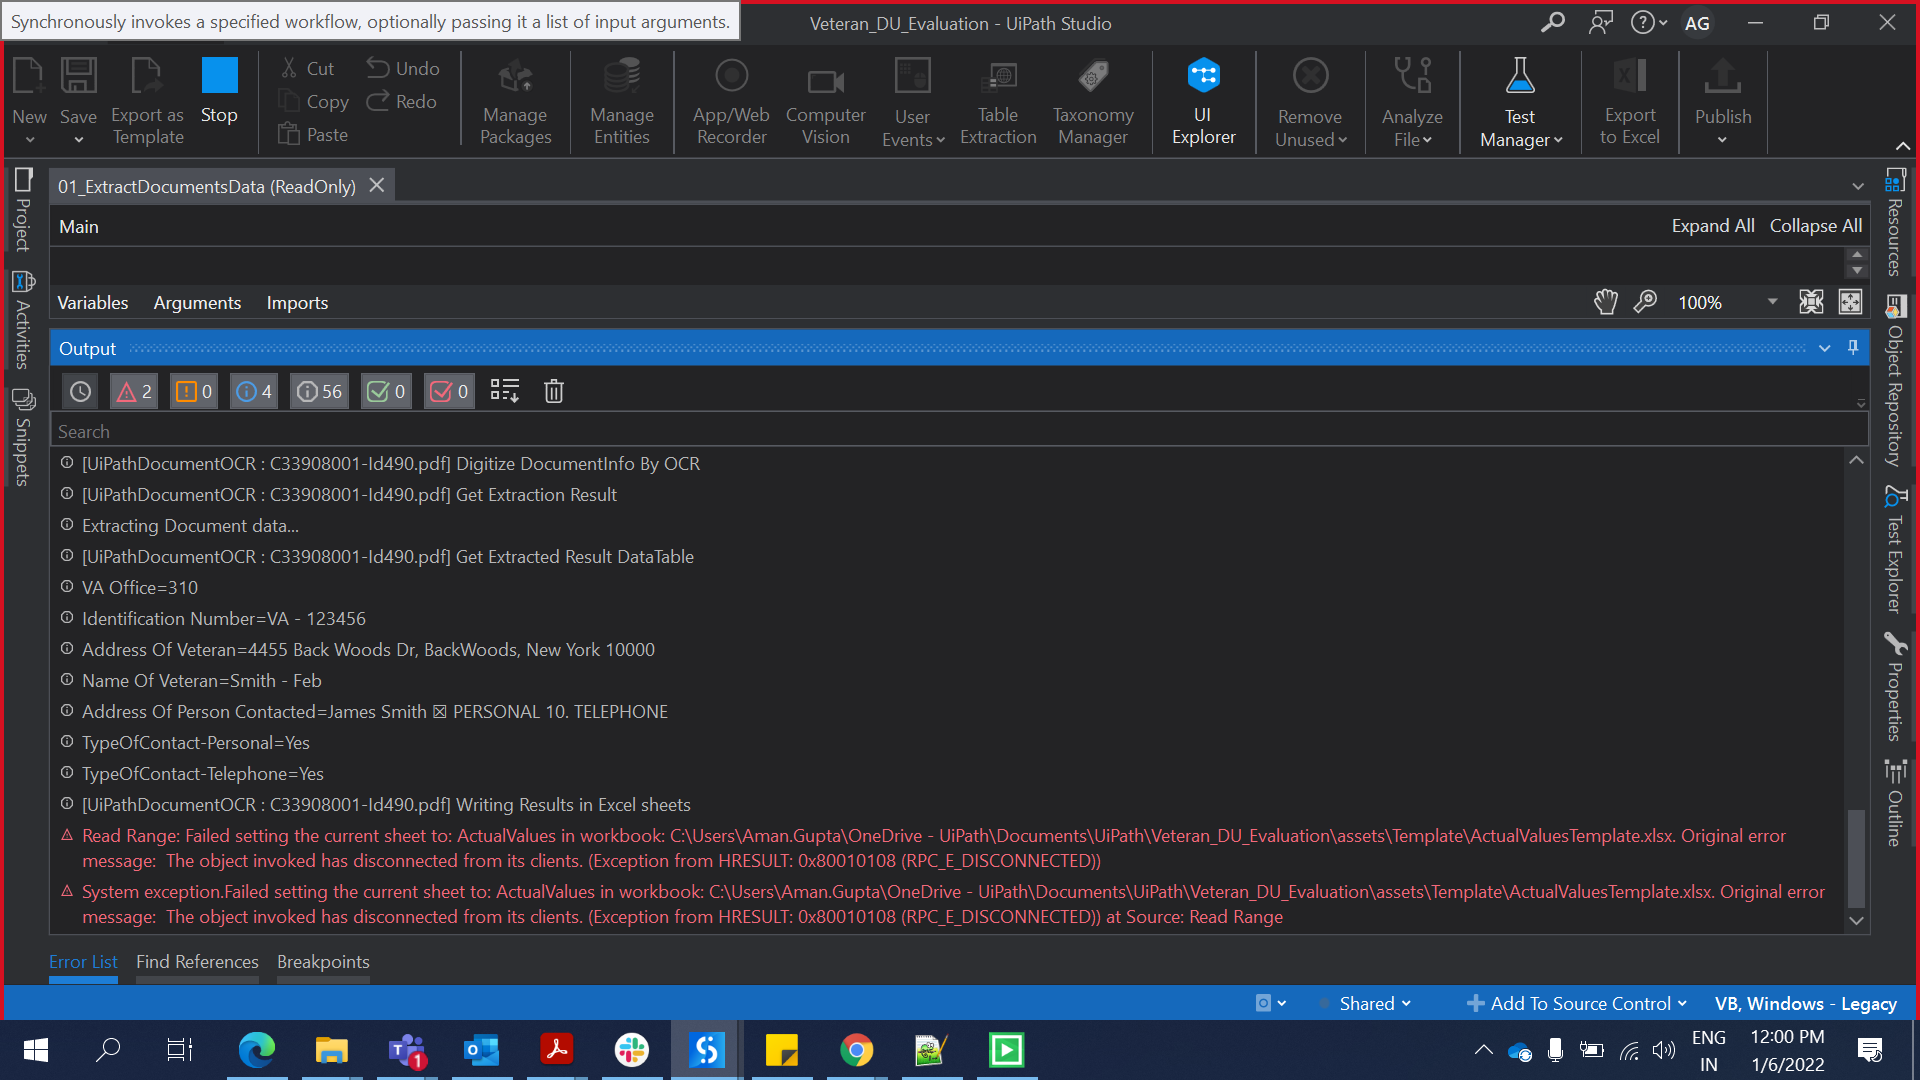 Synchronously invokes a specified workflow, optionally passing it a list of input arguments.
Veteran_DU_Evaluation - UiPath Studio
AG
New
Save
Export as
Template
Stop
Cut
Copy
Paste
Undo
Redo
Manage
Packages
Manage
Entities
App/Web
Recorder
Computer
Vision
User
Events
Table
Extraction
Taxonomy
Manager
UI
Explorer
Remove
Unused
Analyze
File
Test
Manager
Export
to Excel
Publish
Project
Activities
Snippets
01_ExtractDocumentsData (ReadOnly)
Main
Expand All Collapse All
Variables Arguments Imports
100%
Output
2 0 4 56 0 0
Search
[UiPathDocumentOCR : C33908001-Id490.pdf] Digitize DocumentInfo By OCR
[UiPathDocumentOCR : C33908001-Id490.pdf] Get Extraction Result
Extracting Document data...
[UiPathDocumentOCR : C33908001-Id490.pdf] Get Extracted Result DataTable
VA Office=310
Identification Number=VA - 123456
Address Of Veteran=4455 Back Woods Dr, BackWoods, New York 10000
Name Of Veteran=Smith - Feb
Address Of Person Contacted=James Smith ☒ PERSONAL 10. TELEPHONE
TypeOfContact-Personal=Yes
TypeOfContact-Telephone=Yes
[UiPathDocumentOCR : C33908001-Id490.pdf] Writing Results in Excel sheets
Read Range: Failed setting the current sheet to: ActualValues in workbook: C:\Users\Aman.Gupta\OneDrive - UiPath\Documents\UiPath\Veteran_DU_Evaluation\assets\Template\ActualValuesTemplate.xlsx. Original error
message:  The object invoked has disconnected from its clients. (Exception from HRESULT: 0x80010108 (RPC_E_DISCONNECTED))
System exception.Failed setting the current sheet to: ActualValues in workbook: C:\Users\Aman.Gupta\OneDrive - UiPath\Documents\UiPath\Veteran_DU_Evaluation\assets\Template\ActualValuesTemplate.xlsx. Original error
message:  The object invoked has disconnected from its clients. (Exception from HRESULT: 0x80010108 (RPC_E_DISCONNECTED)) at Source: Read Range
Resources
Object Repository
Test Explorer
Properties
Outline
Error List Find References Breakpoints
Shared
Add To Source Control
VB, Windows - Legacy
1
ENG
IN
12:00 PM
1/6/2022